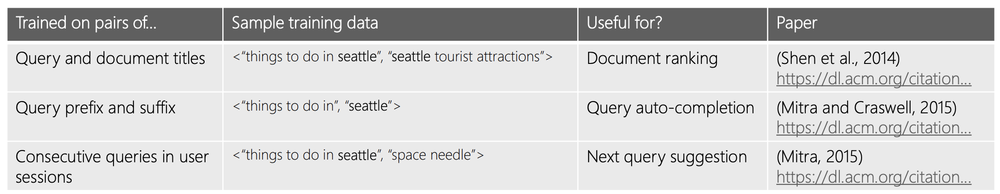 Trained on pairs of... Sample training data Useful for? Paper
Query and document titles <“things to do in seattle”, “seattle tourist attractions”> Document ranking (Shen et al., 2014)
https://dl.acm.org/citation...
Query prefix and suffix <“things to do in”, “seattle”> Query auto-completion (Mitra and Craswell, 2015)
https://dl.acm.org/citation...
Consecutive queries in user <“things to do in seattle”, “space needle”> Next query suggestion (Mitra, 2015)
sessions https://dl.acm.org/citation...